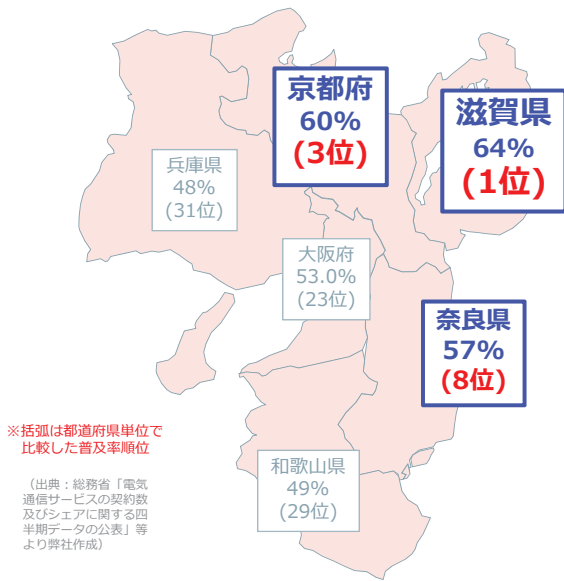 京都府
60%
(3位)
滋賀県
64%
(1位)
兵庫県
48%
(31位)
大阪府
53.0%
(23位)
奈良県
57%
(8位)
和歌山県
49%
(29位)
※括弧は都道府県単位で
比較した普及率順位
（出典：総務省「電気
通信サービスの契約数
及びシェアに関する四
半期データの公表」等
より弊社作成）